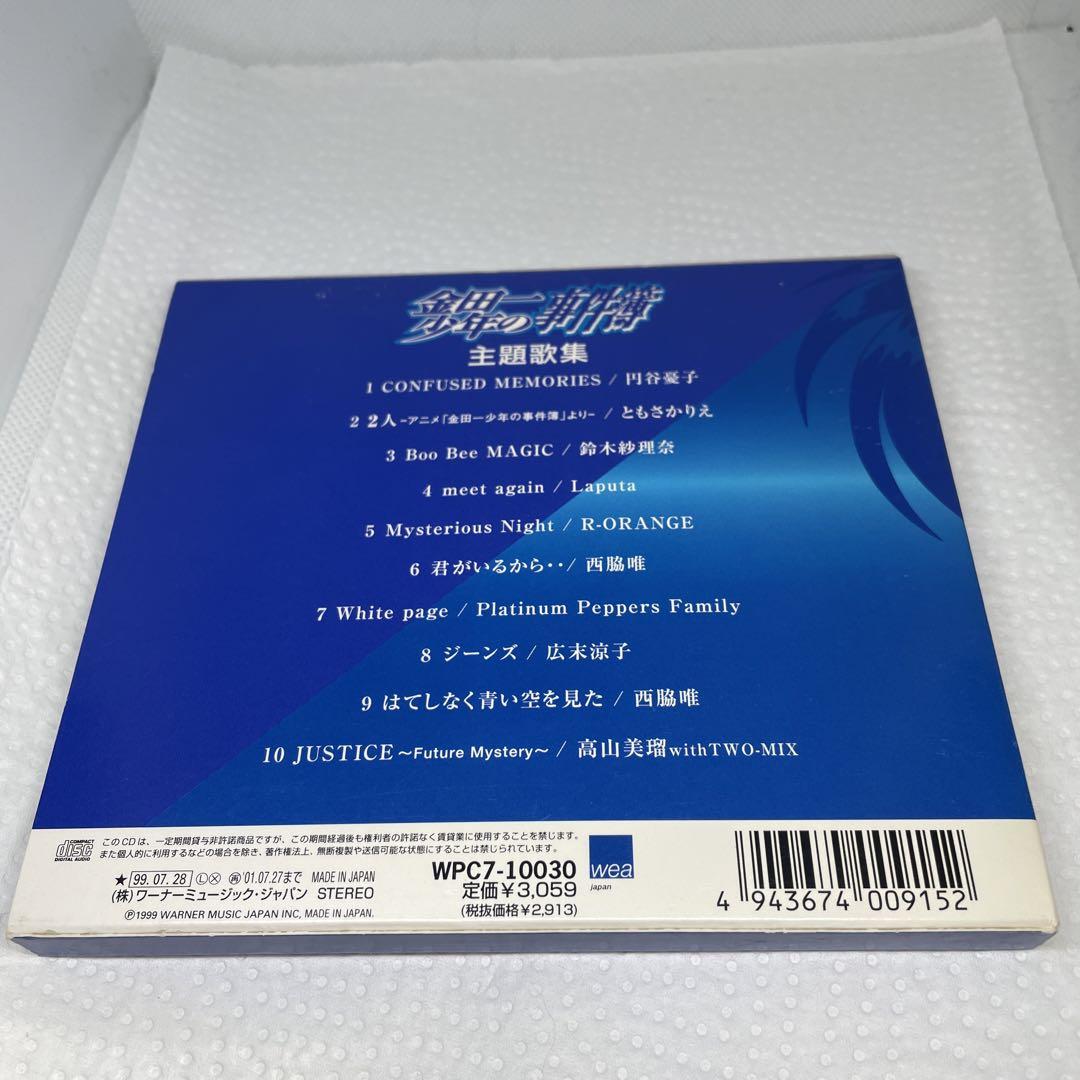 金田一少年の事件簿
主題歌集
1 CONFUSED MEMORIES / 円谷憂子
2 2人-アニメ「金田一少年の事件簿」より- / ともさかりえ
3 Boo Bee MAGIC / 鈴木紗理奈
4 meet again / Laputa
5 Mysterious Night / R-ORANGE
6 君がいるから・・/ 西脇唯
7 White page / Platinum Peppers Family
8 ジーンズ / 広末涼子
9 はてしなく青い空を見た / 西脇唯
10 JUSTICE ～Future Mystery～ / 高山美瑠withTWO-MIX
COMPACT
disc
DIGITAL AUDIO
このCDは、一定期間貸与非許諾商品ですが、この期間経過後も権利者の許諾なく賃貸業に使用することを禁じます。
また個人的に利用するなどの場合を除き、著作権法上、無断複製や送信可能な状態にすることは禁じられています。
★ 99.07.28 Ⓛ Ⓧ 再 '01.07.27まで MADE IN JAPAN
(株)ワーナーミュージック・ジャパン STEREO
Ⓟ1999 WARNER MUSIC JAPAN INC, MADE IN JAPAN.
WPC7-10030
定価¥3,059
(税抜価格¥2,913)
wea
japan
4 943674 009152